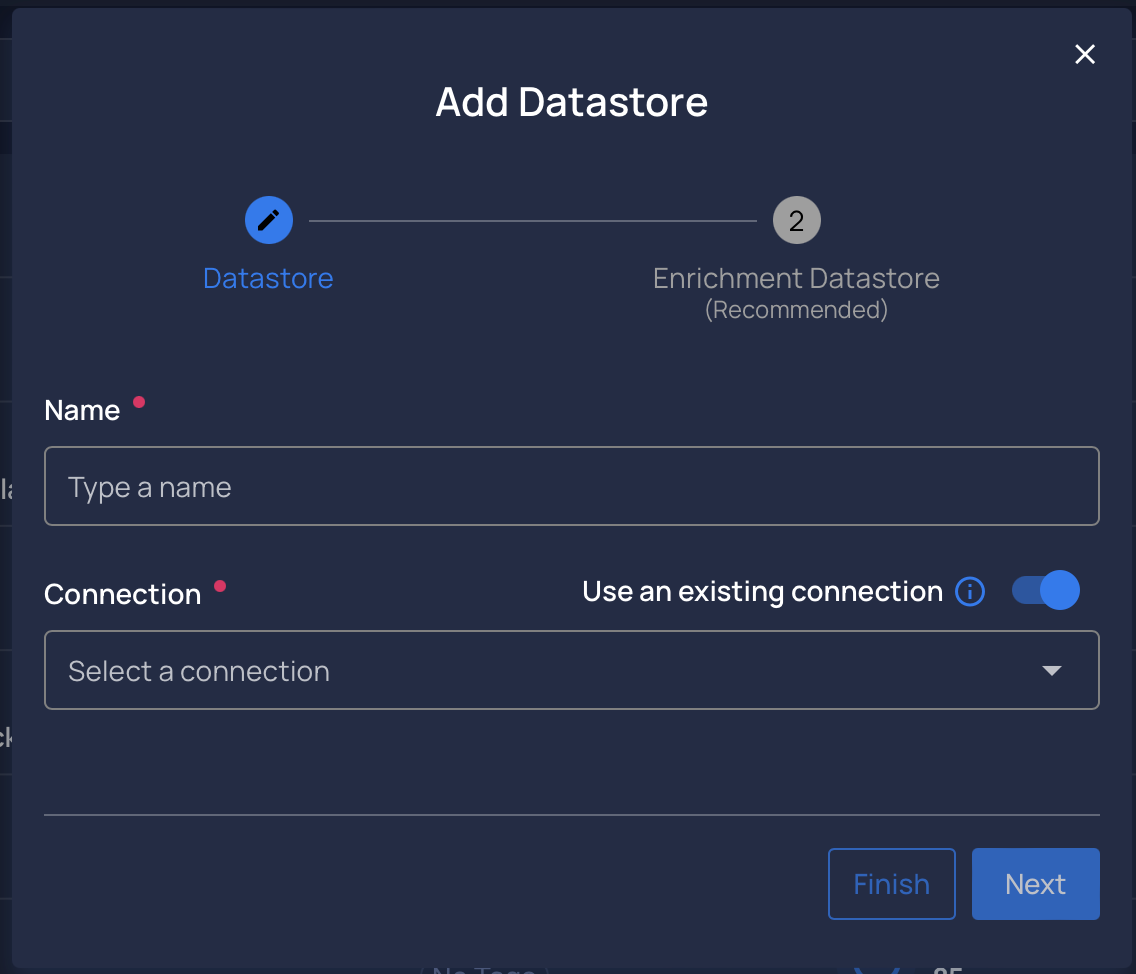 Add Datastore
2
Datastore
Enrichment Datastore
(Recommended)
Name
Type a name
Connection
Use an existing connection
Select a connection
Finish
Next